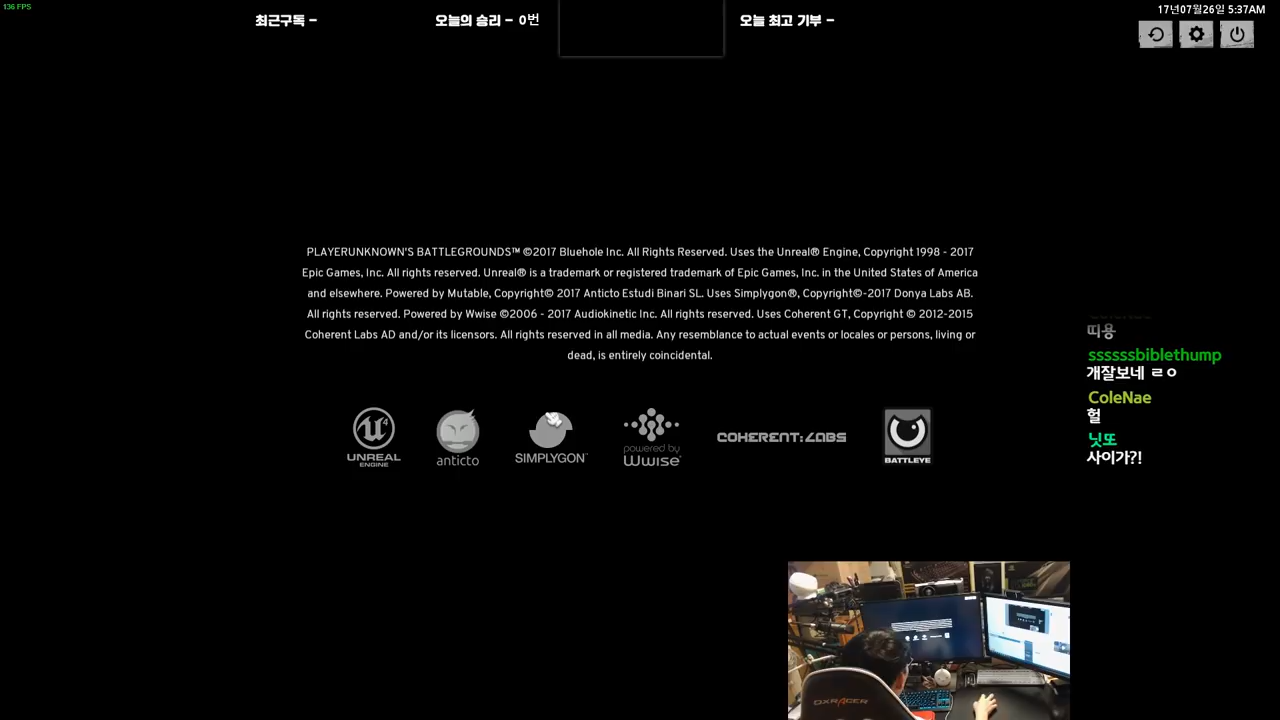 136 FPS
최근구독 -
오늘의 승리 - 0번
오늘 최고 기부 -
17년07월26일 5:37AM
PLAYERUNKNOWN'S BATTLEGROUNDS™ ©2017 Bluehole Inc. All Rights Reserved. Uses the Unreal® Engine, Copyright 1998 - 2017
Epic Games, Inc. All rights reserved. Unreal® is a trademark or registered trademark of Epic Games, Inc. in the United States of America
and elsewhere. Powered by Mutable, Copyright© 2017 Anticto Estudi Binari SL. Uses Simplygon®, Copyright©-2017 Donya Labs AB.
All rights reserved. Powered by Wwise ©2006 - 2017 Audiokinetic Inc. All rights reserved. Uses Coherent GT, Copyright © 2012-2015
Coherent Labs AD and/or its licensors. All rights reserved in all media. Any resemblance to actual events or locales or persons, living or
dead, is entirely coincidental.
ColeNae
띠용
ssssssbiblethump
개잘보네 ㄹㅇ
ColeNae
헐
닛또
사이가?!
4
UNREAL
ENGINE
anticto
SIMPLYGON™
powered by
Wwise
COHERENT:LABS
BATTLEYE
DXRACER